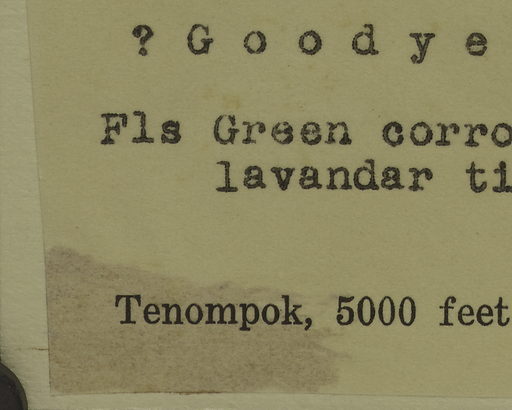 ? G o o d y e
Fls Green corro
lavandar ti
Tenompok, 5000 feet